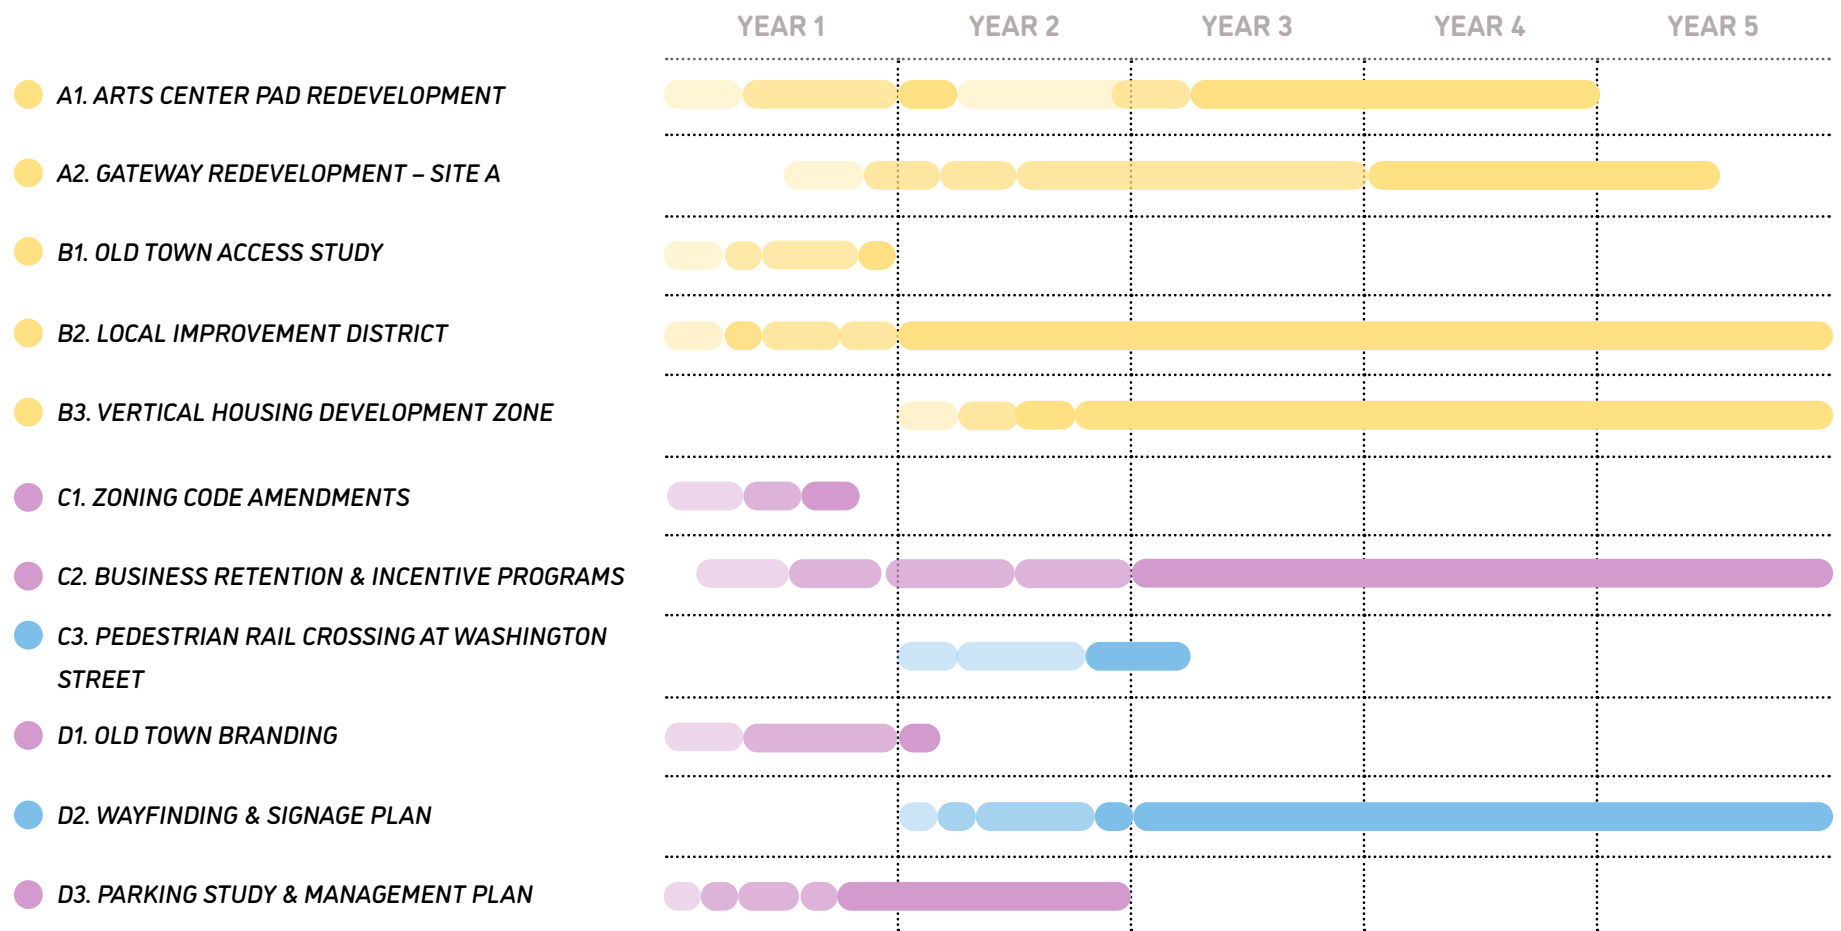 YEAR 1 YEAR 2 YEAR 3 YEAR 4 YEAR 5
A1. ARTS CENTER PAD REDEVELOPMENT
A2. GATEWAY REDEVELOPMENT – SITE A
B1. OLD TOWN ACCESS STUDY
B2. LOCAL IMPROVEMENT DISTRICT
B3. VERTICAL HOUSING DEVELOPMENT ZONE
C1. ZONING CODE AMENDMENTS
C2. BUSINESS RETENTION & INCENTIVE PROGRAMS
C3. PEDESTRIAN RAIL CROSSING AT WASHINGTON
STREET
D1. OLD TOWN BRANDING
D2. WAYFINDING & SIGNAGE PLAN
D3. PARKING STUDY & MANAGEMENT PLAN